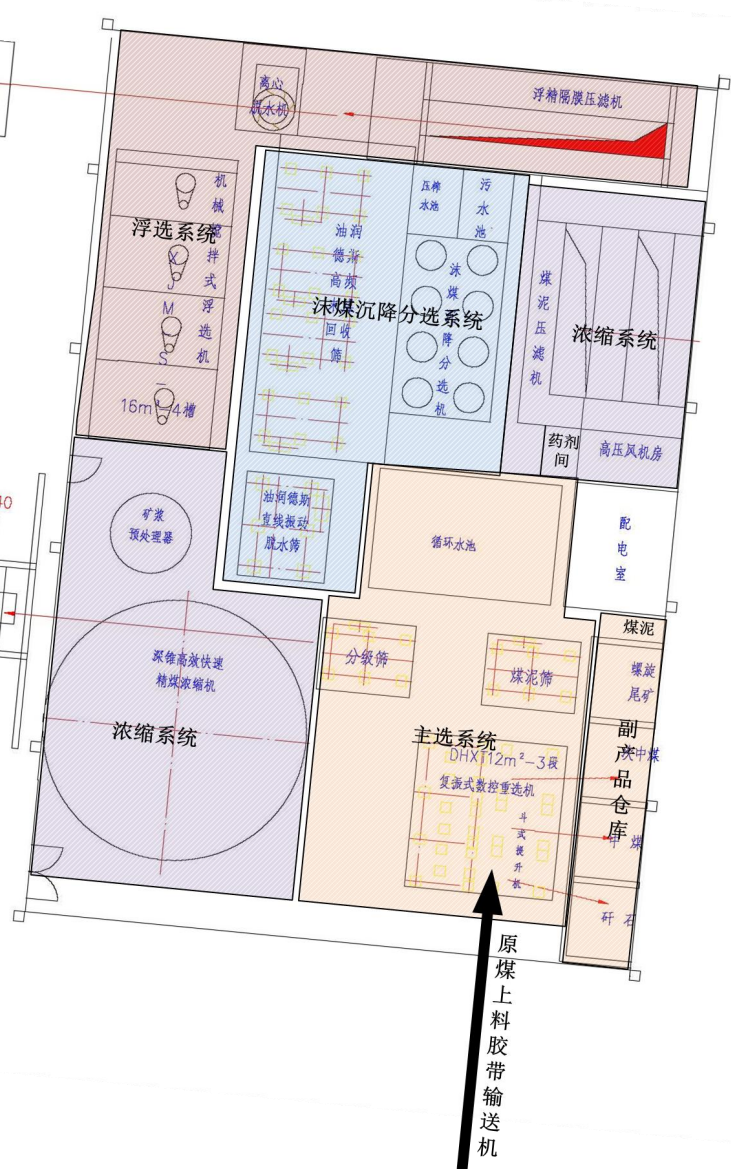 离心
脱水机
浮精隔膜压滤机
机械搅拌式浮选机
浮选系统
XJM-S
16m³-4槽
油润
德斯
高频
回收
筛
压榨
水池
污水池
沫煤沉降分选机
沫煤沉降分选系统
煤泥压滤机
浓缩系统
药剂
间
高压风机房
配电室
矿浆
预处理器
油润德斯
直线振动
脱水筛
循环水池
40
深锥高效快速
精煤浓缩机
浓缩系统
分级筛
煤泥筛
主选系统
DHXT12m²-3段
复振式数控重选机
斗式提升机
煤泥
螺旋
尾矿
副产品仓库
块中煤
中煤
矸石
原煤上料胶带输送机